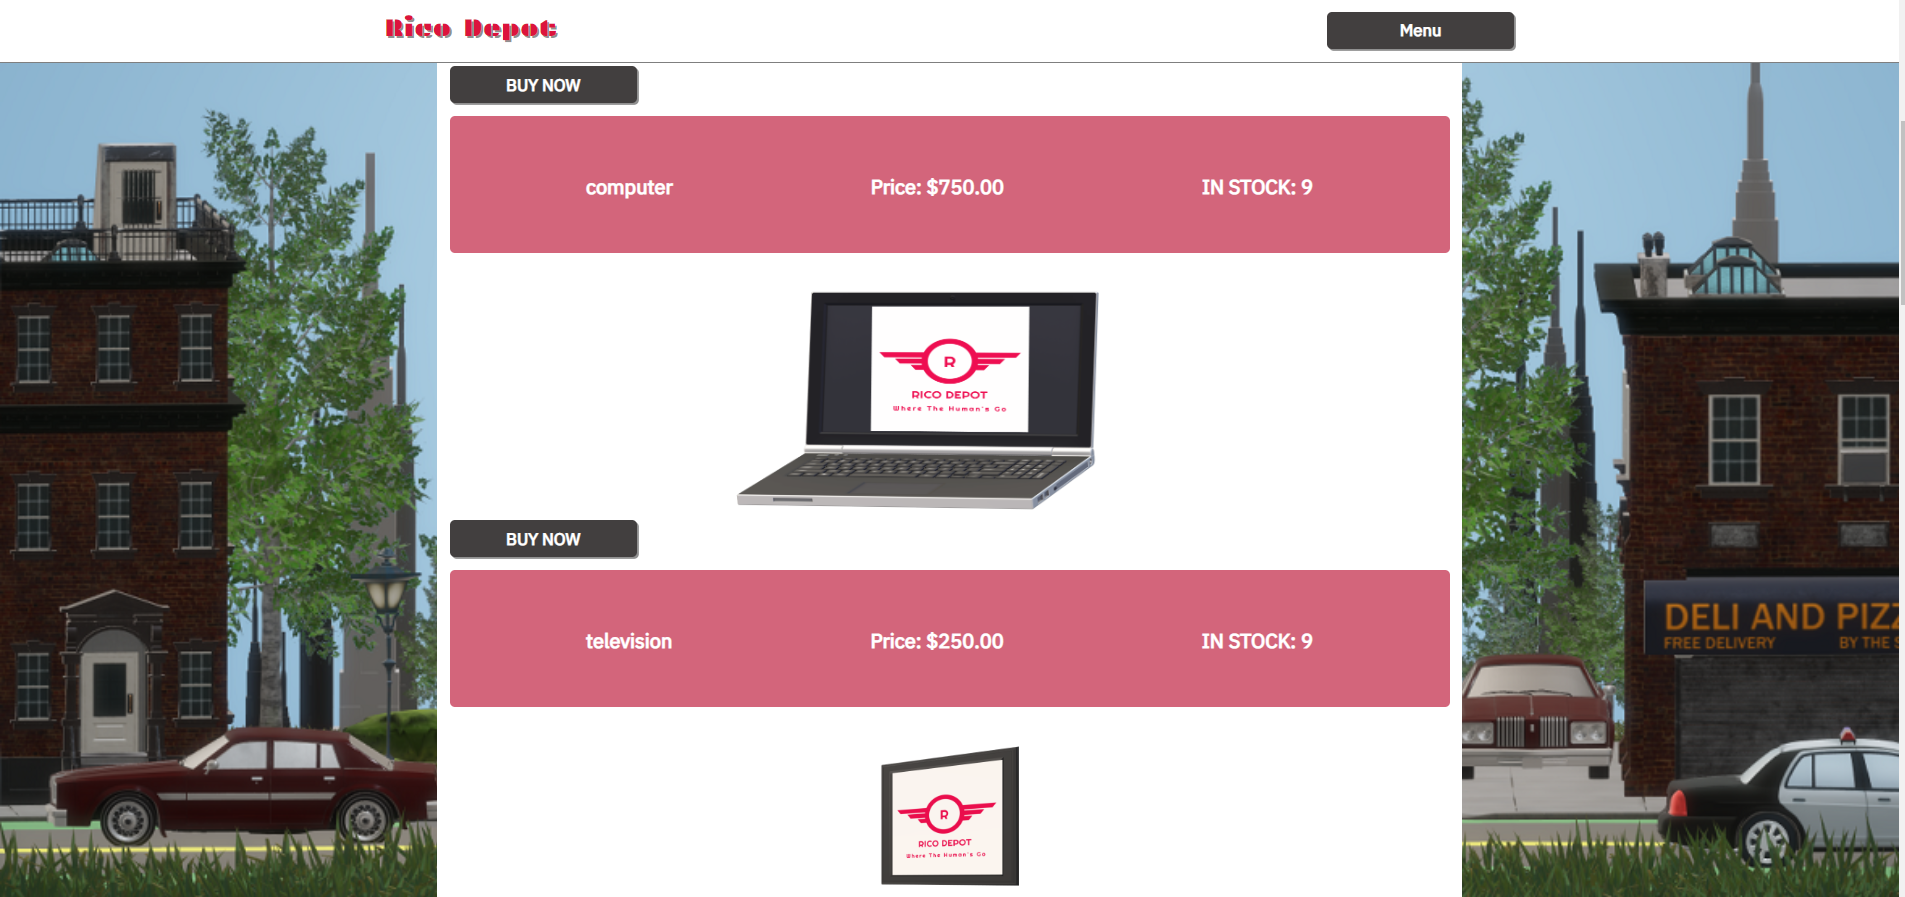 Rico Depot
Menu
BUY NOW
computer Price: $750.00 IN STOCK: 9
R
RICO DEPOT
Where The Human's Go
BUY NOW
television Price: $250.00 IN STOCK: 9
DELI AND PIZZ
FREE DELIVERY BY THE S
R
RICO DEPOT
Where The Human's Go